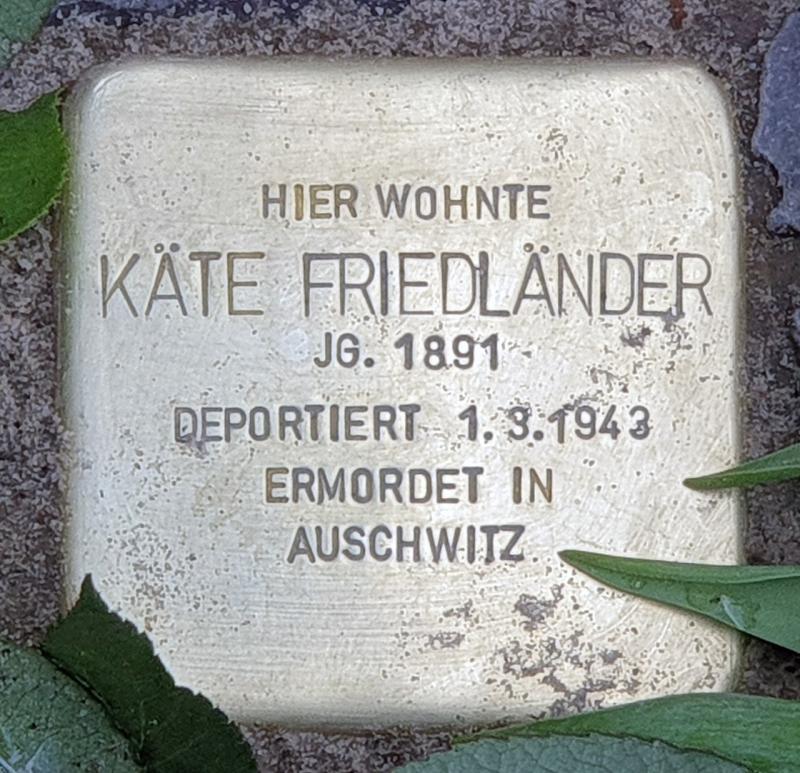 HIER WOHNTE
KÄTE FRIEDLÄNDER
JG. 1891
DEPORTIERT 1.3.1943
ERMORDET IN
AUSCHWITZ